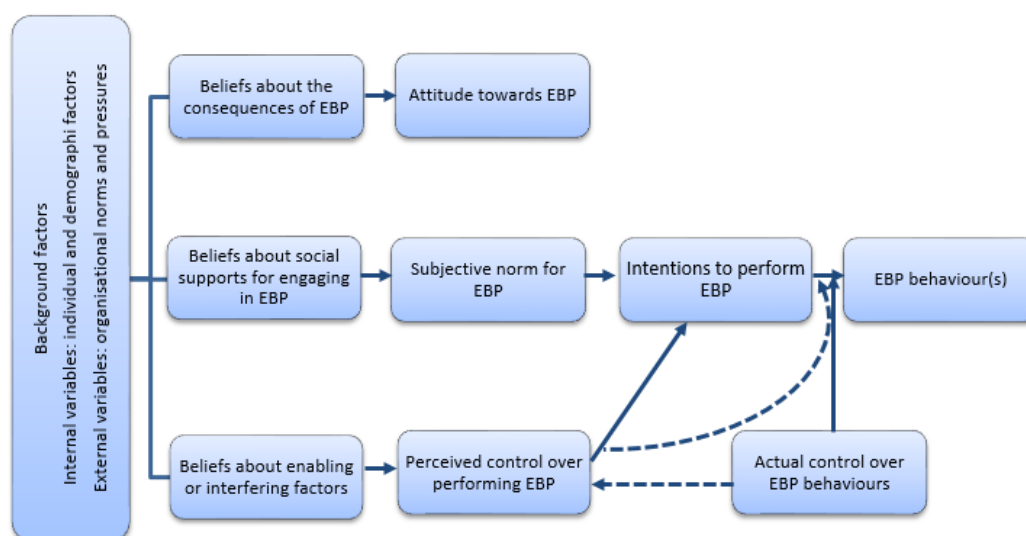 Background factors
Internal variables: individual and demographi factors
External variables: organisational norms and pressures
Beliefs about the
consequences of EBP
Attitude towards EBP
Beliefs about social
supports for engaging
in EBP
Subjective norm for
EBP
Intentions to perform
EBP
EBP behaviour(s)
Beliefs about enabling
or interfering factors
Perceived control over
performing EBP
Actual control over
EBP behaviours